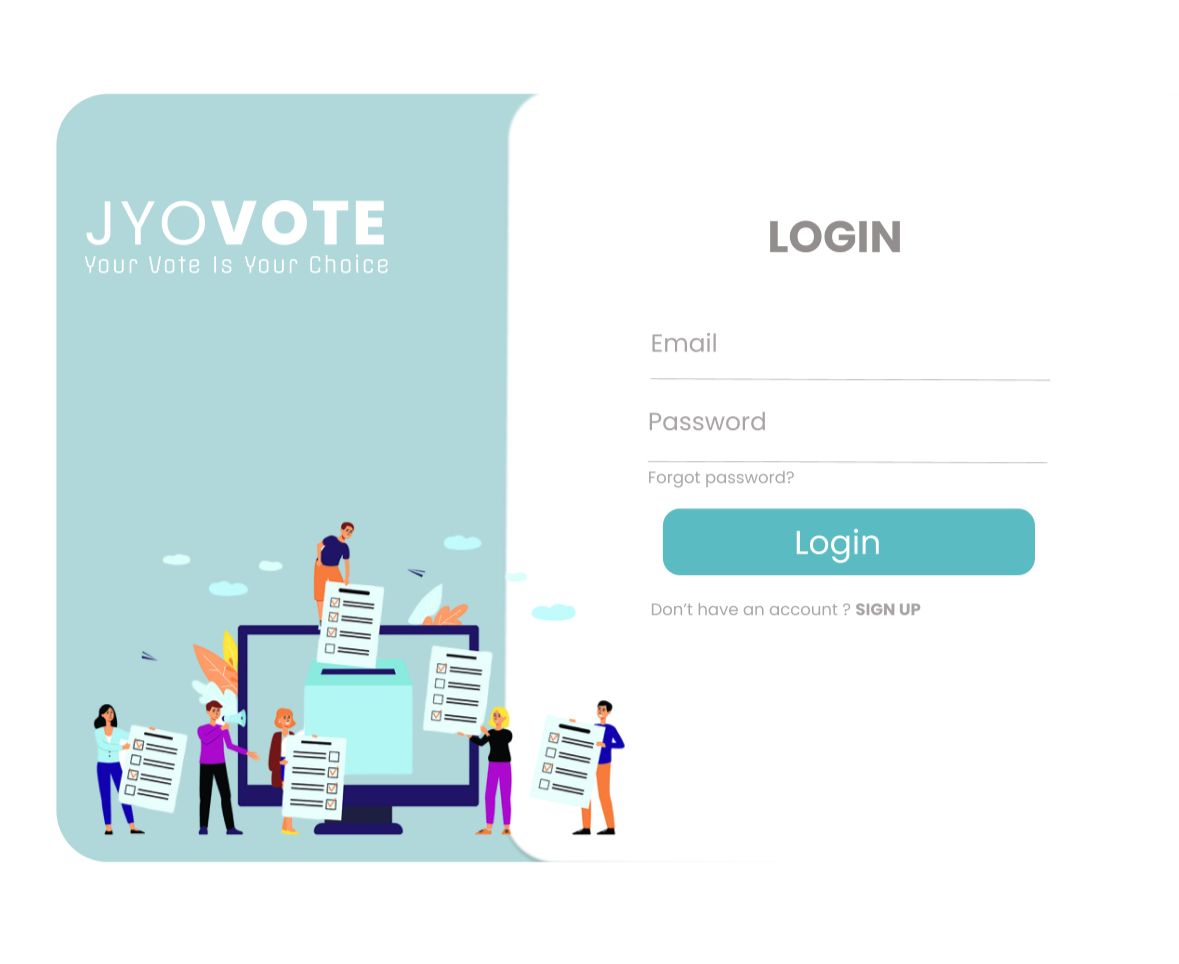 JYOVOTE
Your Vote Is Your Choice
LOGIN
Email
Password
Forgot password?
Login
Don’t have an account ? SIGN UP